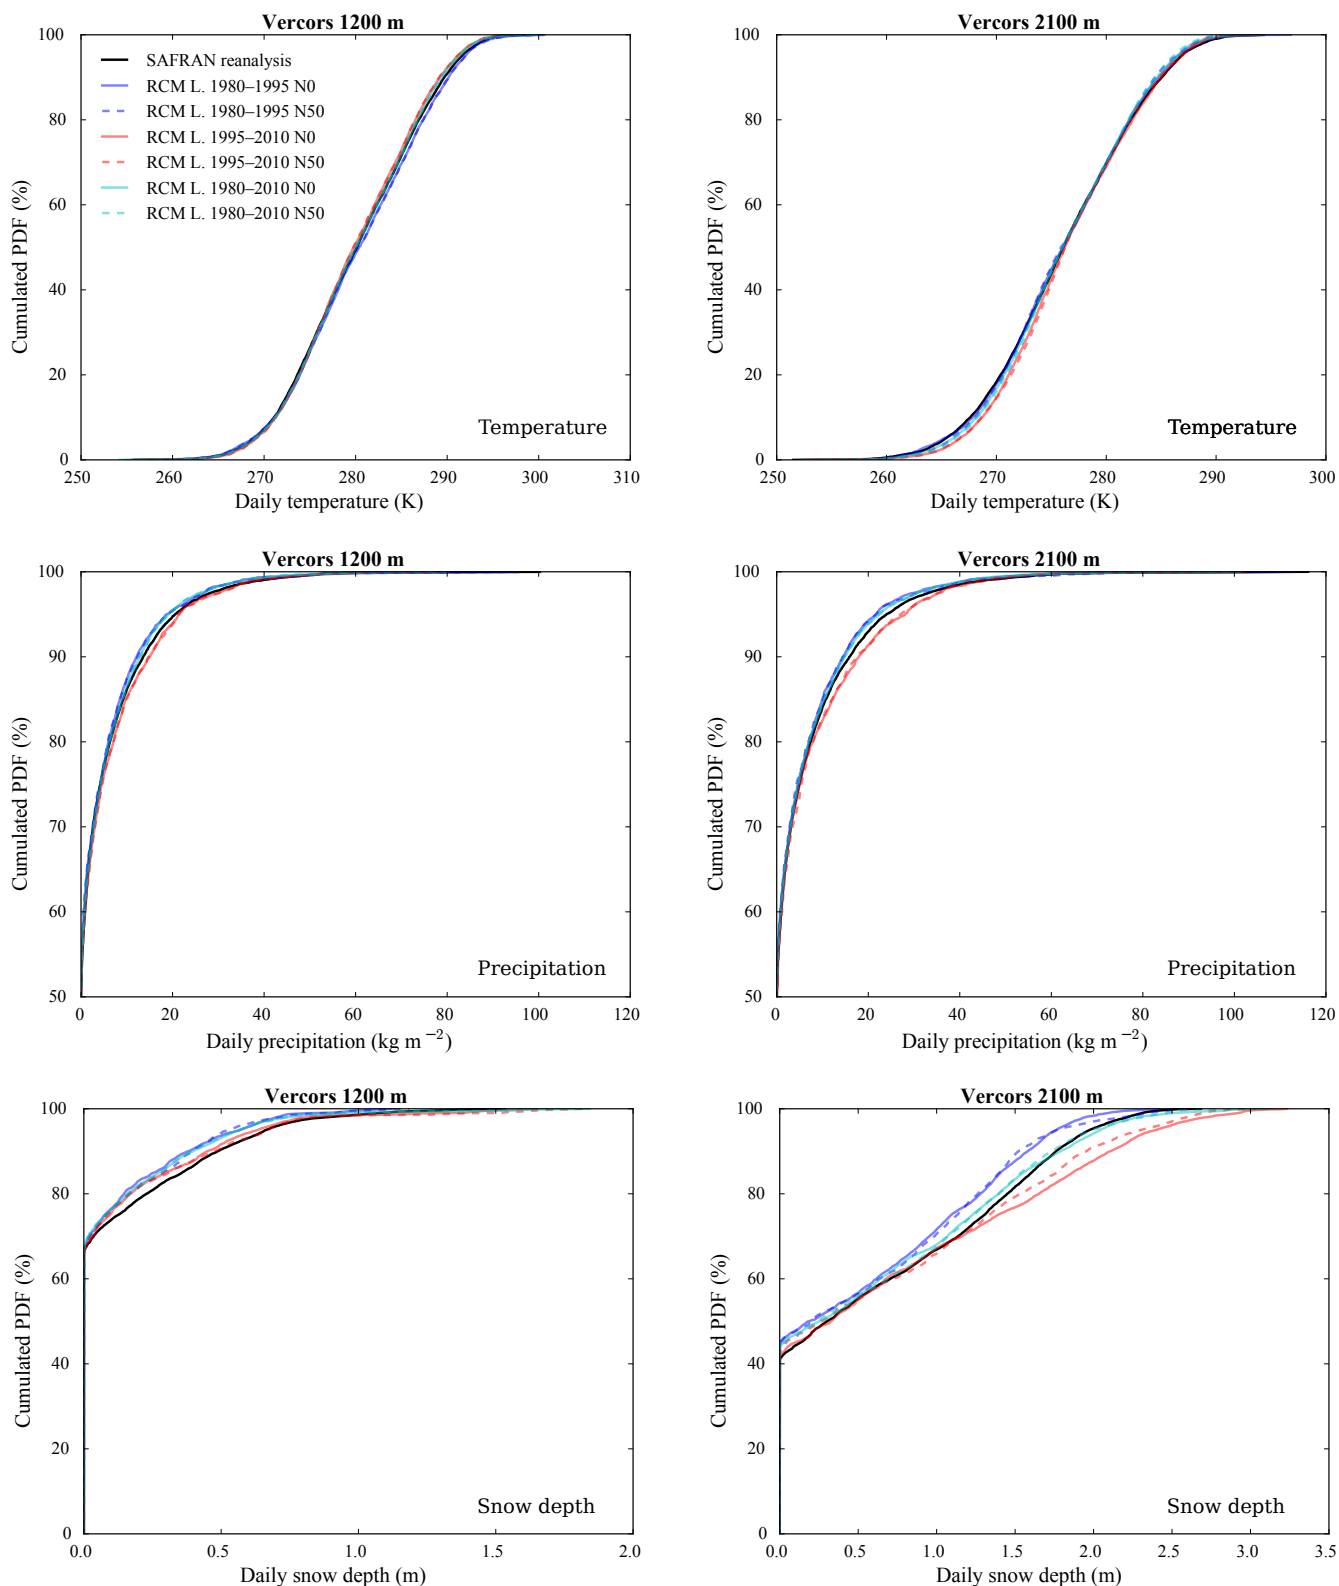 Vercors 1200 m
100
80
60
40
20
0
Cumulated PDF (%)
SAFRAN reanalysis
RCM L. 1980–1995 N0
RCM L. 1980–1995 N50
RCM L. 1995–2010 N0
RCM L. 1995–2010 N50
RCM L. 1980–2010 N0
RCM L. 1980–2010 N50
Temperature
250 260 270 280 290 300 310
Daily temperature (K)
Vercors 2100 m
100
80
60
40
20
0
Cumulated PDF (%)
Temperature
250 260 270 280 290 300
Daily temperature (K)
Vercors 1200 m
100
90
80
70
60
50
Cumulated PDF (%)
Precipitation
0 20 40 60 80 100 120
Daily precipitation (kg m −2)
Vercors 2100 m
100
90
80
70
60
50
Cumulated PDF (%)
Precipitation
0 20 40 60 80 100 120
Daily precipitation (kg m −2)
Vercors 1200 m
100
80
60
40
20
0
Cumulated PDF (%)
Snow depth
0.0 0.5 1.0 1.5 2.0
Daily snow depth (m)
Vercors 2100 m
100
80
60
40
20
0
Cumulated PDF (%)
Snow depth
0.0 0.5 1.0 1.5 2.0 2.5 3.0 3.5
Daily snow depth (m)